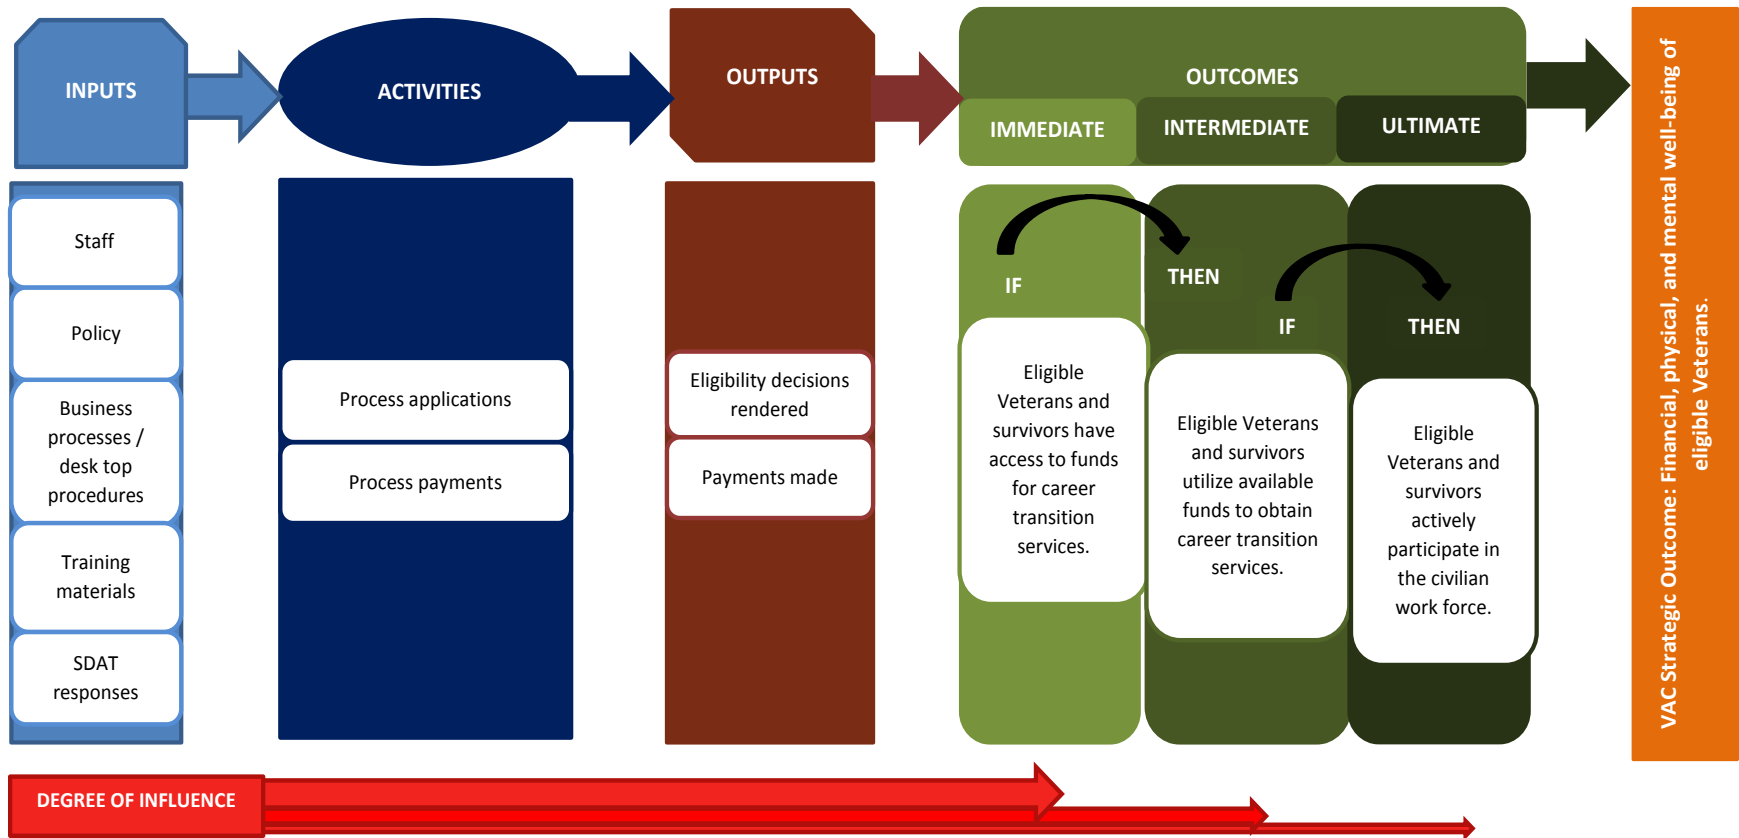 INPUTS
ACTIVITIES
OUTPUTS
OUTCOMES
IMMEDIATE
INTERMEDIATE
ULTIMATE
Staff
Policy
Business
processes /
desk top
procedures
Training
materials
SDAT
responses
Process applications
Process payments
Eligibility decisions
rendered
Payments made
IF
THEN
IF
THEN
Eligible
Veterans and
survivors have
access to funds
for career
transition
services.
Eligible Veterans
and survivors
utilize available
funds to obtain
career transition
services.
Eligible
Veterans and
survivors
actively
participate in
the civilian
work force.
VAC Strategic Outcome: Financial, physical, and mental well-being of
eligible Veterans.
DEGREE OF INFLUENCE